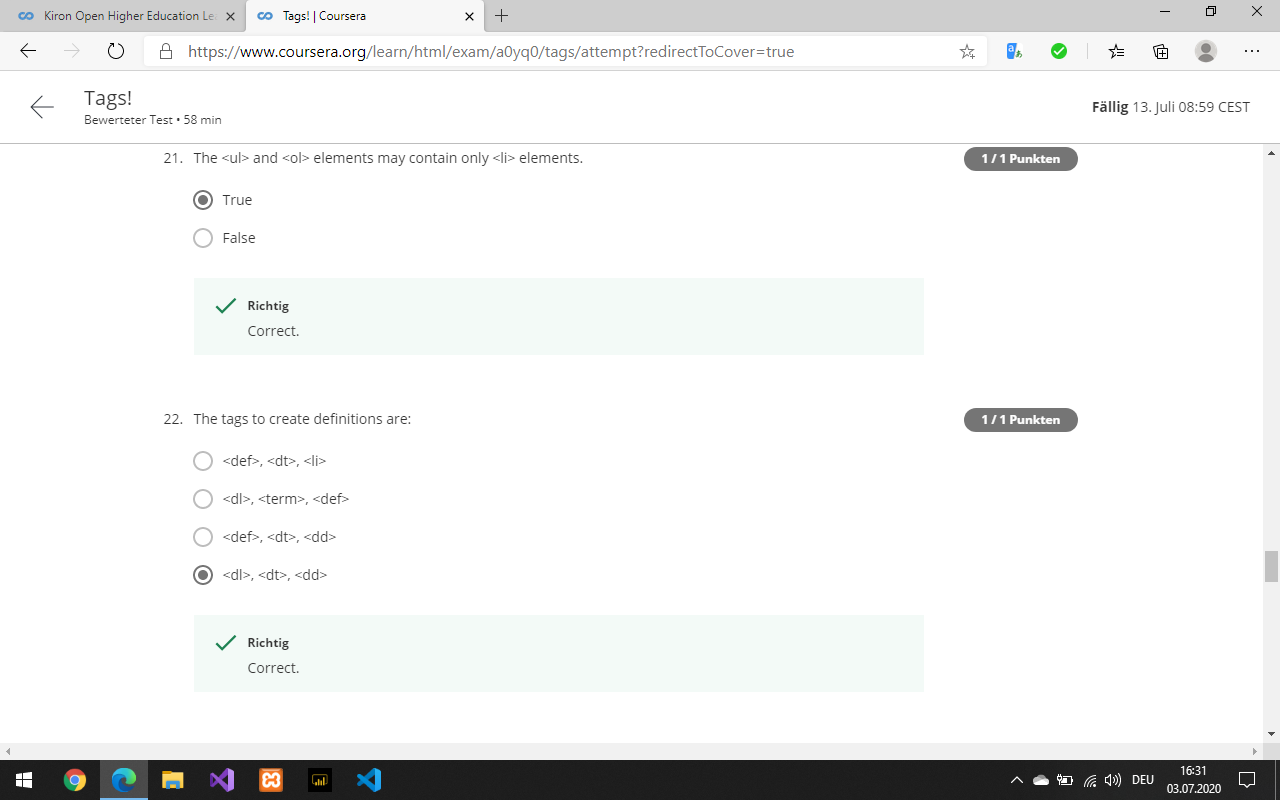 Kiron Open Higher Education Le
Tags! | Coursera
https://www.coursera.org/learn/html/exam/a0yq0/tags/attempt?redirectToCover=true
Tags!
Bewerteter Test • 58 min
Fällig 13. Juli 08:59 CEST
21. The <ul> and <ol> elements may contain only <li> elements.
1 / 1 Punkten
True
False
Richtig
Correct.
22. The tags to create definitions are:
1 / 1 Punkten
<def>, <dt>, <li>
<dl>, <term>, <def>
<def>, <dt>, <dd>
<dl>, <dt>, <dd>
Richtig
Correct.
DEU
16:31
03.07.2020